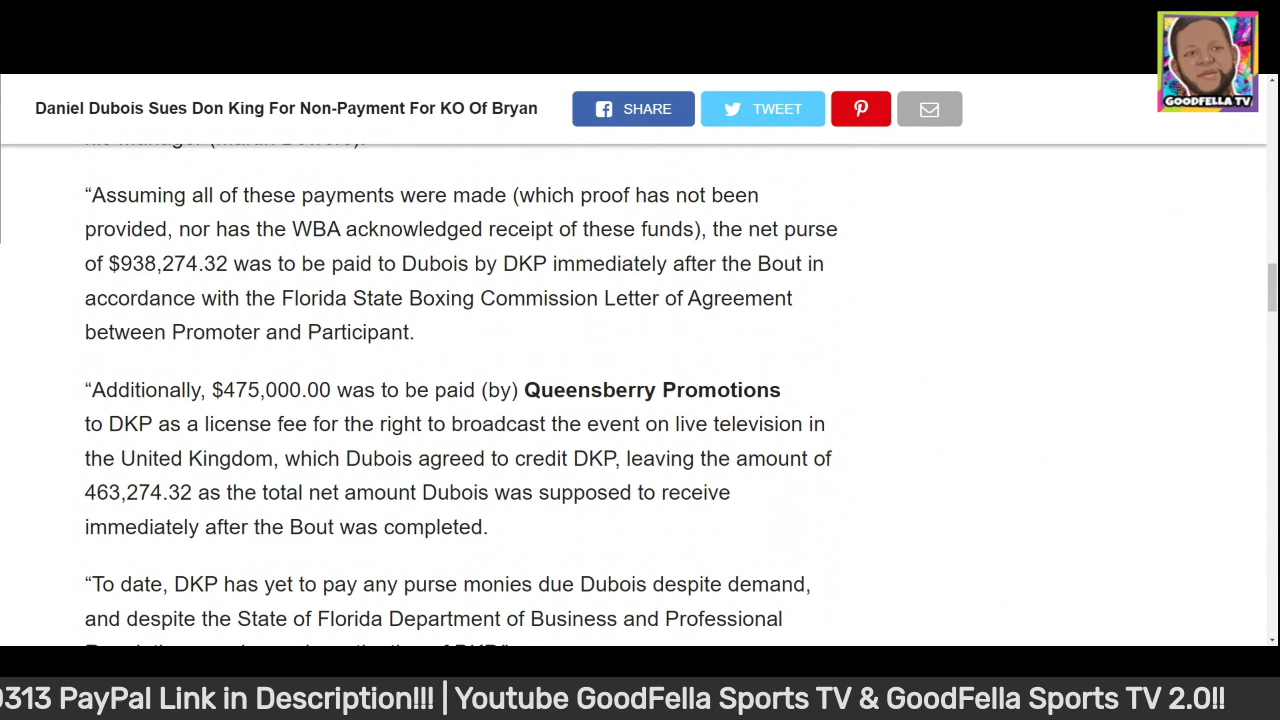 GOODFELLA TV
Daniel Dubois Sues Don King For Non-Payment For KO Of Bryan
SHARE
TWEET
“Assuming all of these payments were made (which proof has not been
provided, nor has the WBA acknowledged receipt of these funds), the net purse
of $938,274.32 was to be paid to Dubois by DKP immediately after the Bout in
accordance with the Florida State Boxing Commission Letter of Agreement
between Promoter and Participant.
“Additionally, $475,000.00 was to be paid (by) Queensberry Promotions
to DKP as a license fee for the right to broadcast the event on live television in
the United Kingdom, which Dubois agreed to credit DKP, leaving the amount of
463,274.32 as the total net amount Dubois was supposed to receive
immediately after the Bout was completed.
“To date, DKP has yet to pay any purse monies due Dubois despite demand,
and despite the State of Florida Department of Business and Professional
0313 PayPal Link in Description!!! | Youtube GoodFella Sports TV & GoodFella Sports TV 2.0!!